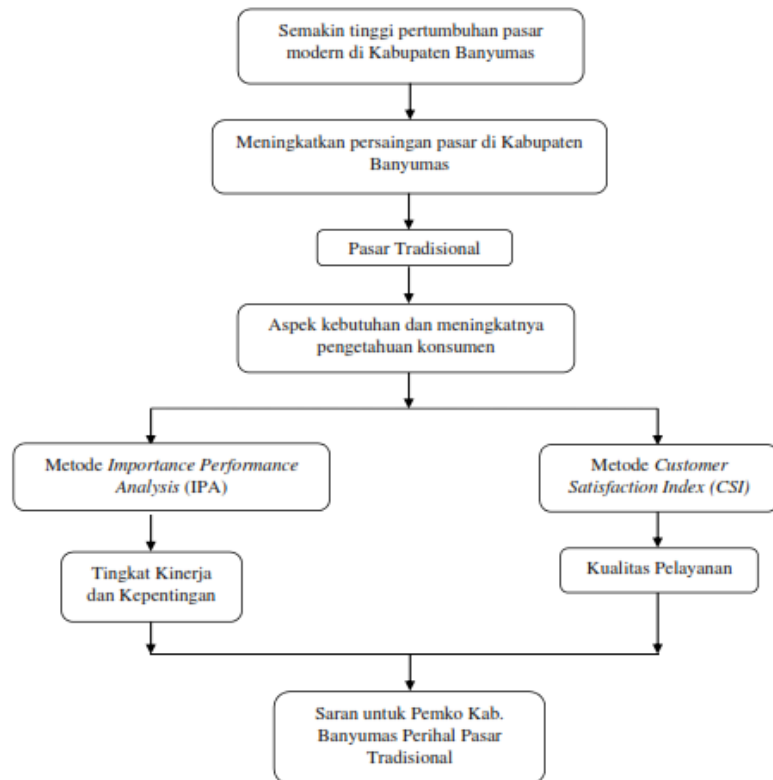 Semakin tinggi pertumbuhan pasar
modern di Kabupaten Banyumas
Meningkatkan persaingan pasar di Kabupaten
Banyumas
Pasar Tradisional
Aspek kebutuhan dan meningkatnya
pengetahuan konsumen
Metode Importance Performance
Analysis (IPA)
Metode Customer
Satisfaction Index (CSI)
Tingkat Kinerja
dan Kepentingan
Kualitas Pelayanan
Saran untuk Pemko Kab.
Banyumas Perihal Pasar
Tradisional